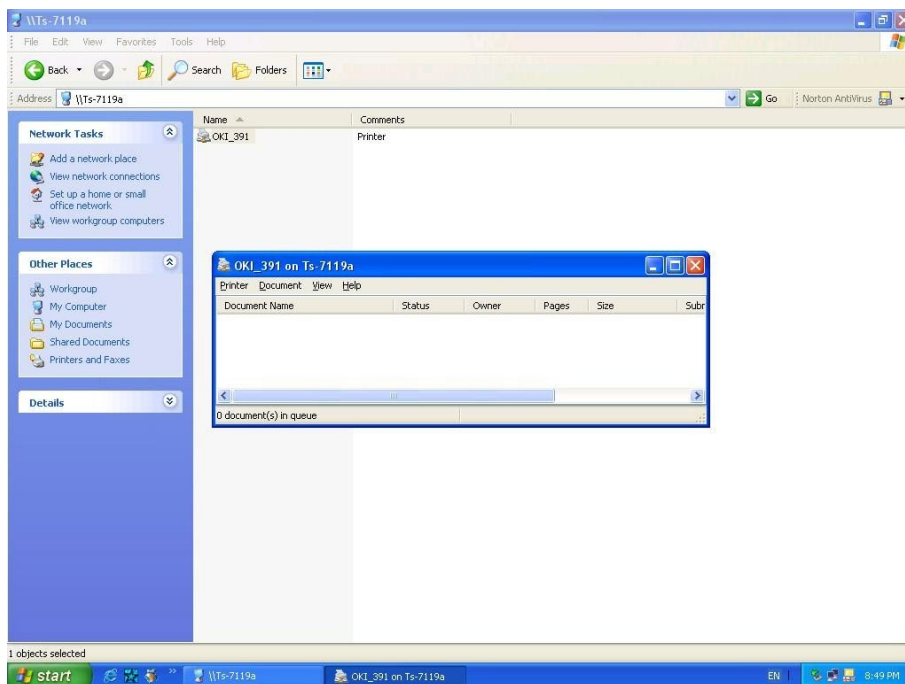 \\Ts-7119a
File Edit View Favorites Tools Help
Back Search Folders
Address \\Ts-7119a Go Norton AntiVirus
Name Comments
OKI_391 Printer
Network Tasks
Add a network place
View network connections
Set up a home or small
office network
View workgroup computers
Other Places
Workgroup
My Computer
My Documents
Shared Documents
Printers and Faxes
Details
OKI_391 on Ts-7119a
Printer Document View Help
Document Name Status Owner Pages Size Subr
0 document(s) in queue
1 objects selected
start \\Ts-7119a OKI_391 on Ts-7119a EN 8:49 PM